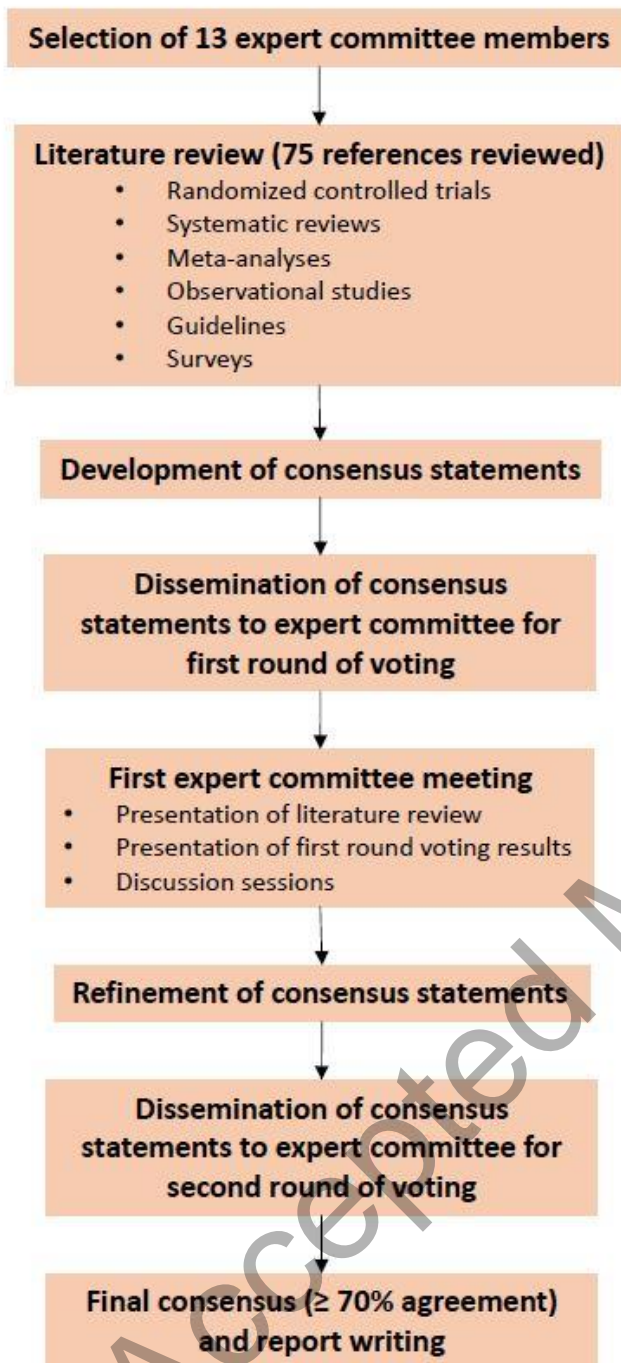 Selection of 13 expert committee members
Literature review (75 references reviewed)
• Randomized controlled trials
• Systematic reviews
• Meta-analyses
• Observational studies
• Guidelines
• Surveys
Development of consensus statements
Dissemination of consensus
statements to expert committee for
first round of voting
First expert committee meeting
• Presentation of literature review
• Presentation of first round voting results
• Discussion sessions
Refinement of consensus statements
Dissemination of consensus
statements to expert committee for
second round of voting
Final consensus (≥ 70% agreement)
and report writing
Accepted